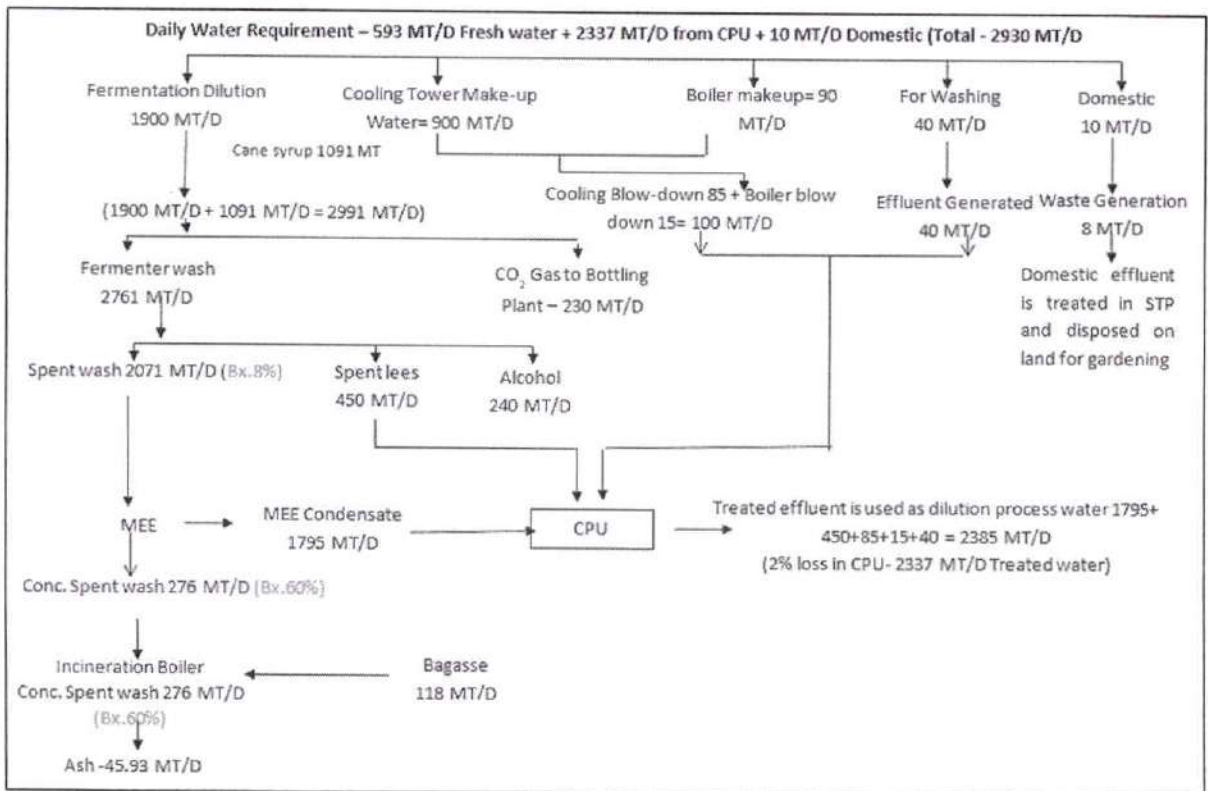 Daily Water Requirement – 593 MT/D Fresh water + 2337 MT/D from CPU + 10 MT/D Domestic (Total - 2930 MT/D
Fermentation Dilution
1900 MT/D
Cooling Tower Make-up
Water= 900 MT/D
Boiler makeup= 90
MT/D
For Washing
40 MT/D
Domestic
10 MT/D
Cane syrup 1091 MT
(1900 MT/D + 1091 MT/D = 2991 MT/D)
Cooling Blow-down 85 + Boiler blow
down 15= 100 MT/D
Effluent Generated
40 MT/D
Waste Generation
8 MT/D
Fermenter wash
2761 MT/D
CO2 Gas to Bottling
Plant – 230 MT/D
Domestic effluent
is treated in STP
and disposed on
land for gardening
Spent wash 2071 MT/D (Bx.8%)
Spent lees
450 MT/D
Alcohol
240 MT/D
MEE
MEE Condensate
1795 MT/D
CPU
Treated effluent is used as dilution process water 1795+
450+85+15+40 = 2385 MT/D
(2% loss in CPU- 2337 MT/D Treated water)
Conc. Spent wash 276 MT/D (Bx.60%)
Incineration Boiler
Conc. Spent wash 276 MT/D
(Bx.60%)
Bagasse
118 MT/D
Ash -45.93 MT/D